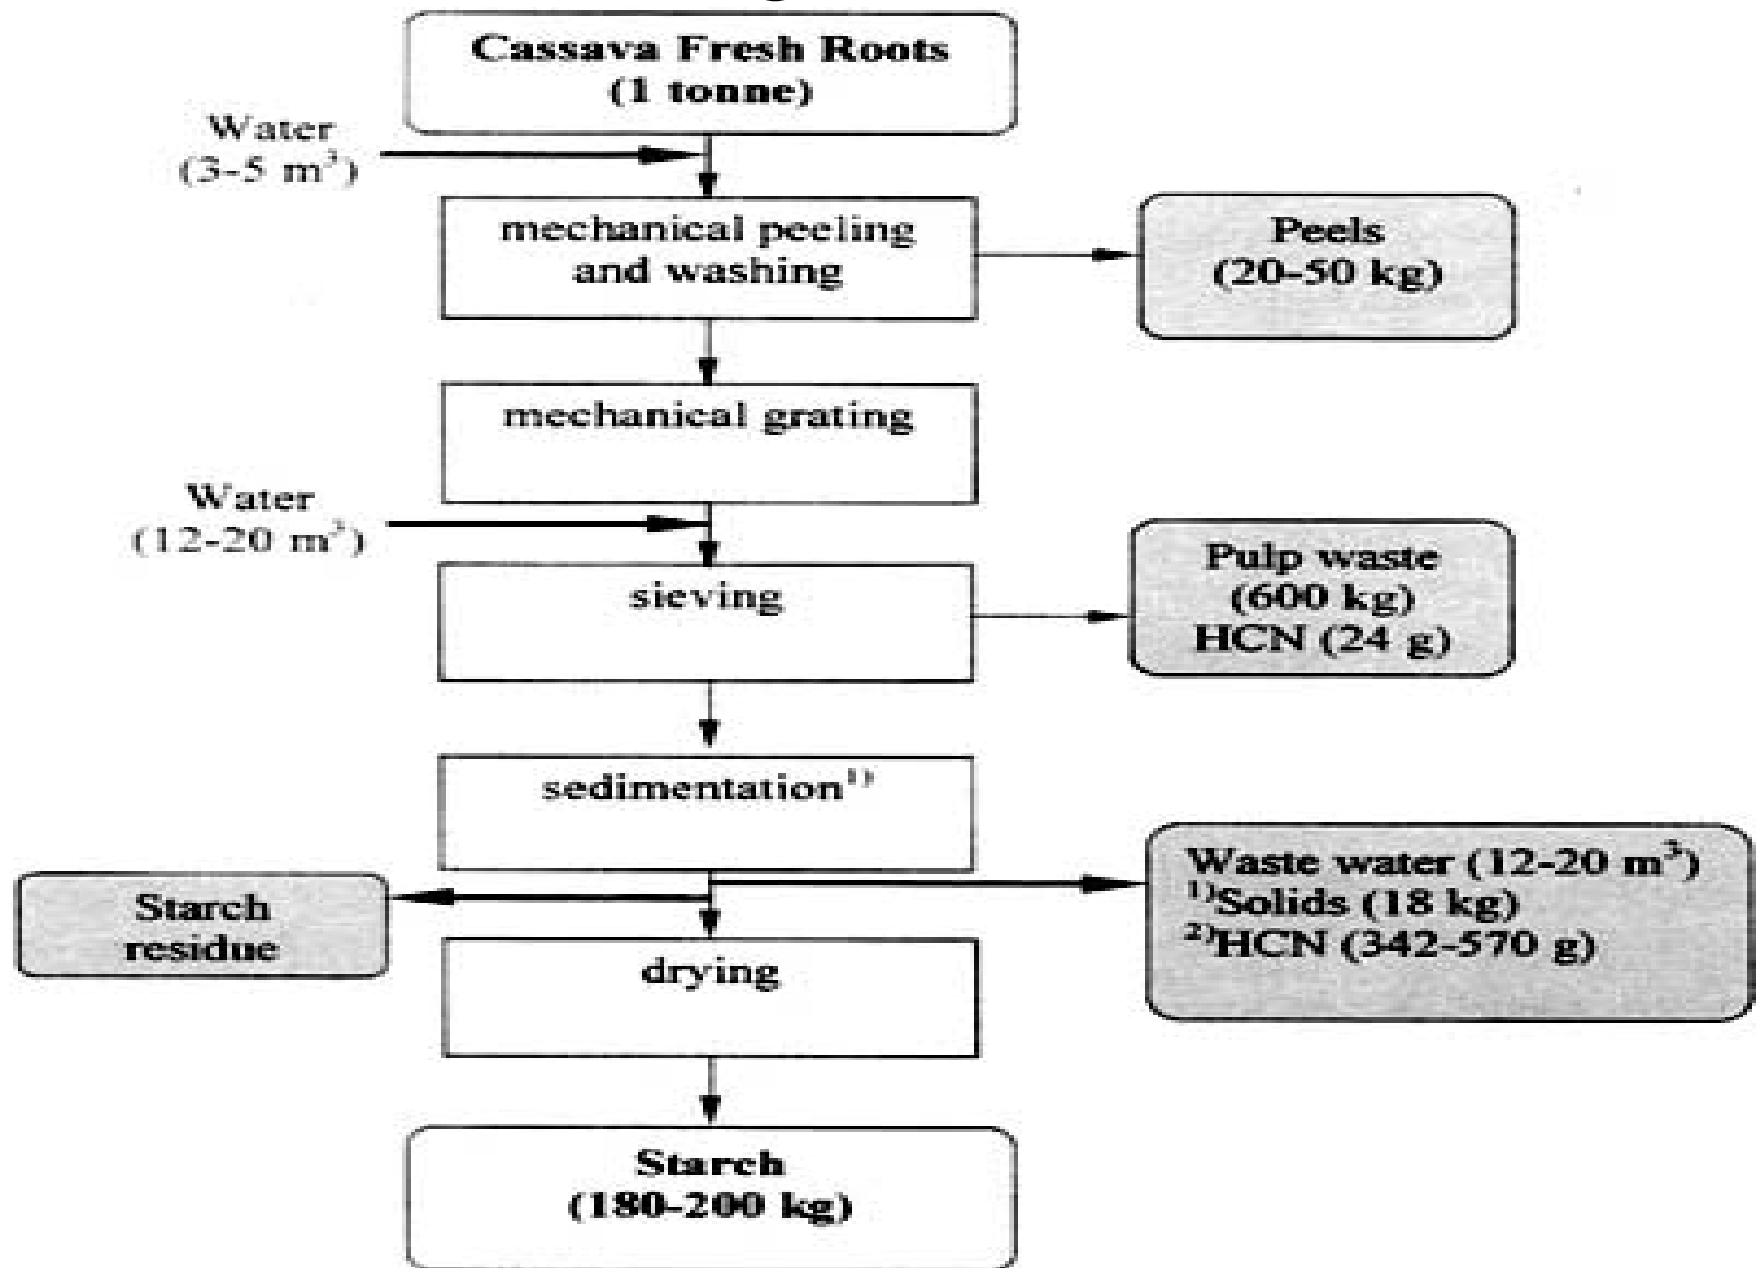 Cassava Fresh Roots
(1 tonne)
Water
(3-5 m³)
mechanical peeling
and washing
Peels
(20-50 kg)
mechanical grating
Water
(12-20 m³)
sieving
Pulp waste
(600 kg)
HCN (24 g)
sedimentation¹⁾
Waste water (12-20 m³)
¹⁾Solids (18 kg)
²⁾HCN (342-570 g)
Starch
residue
drying
Starch
(180-200 kg)